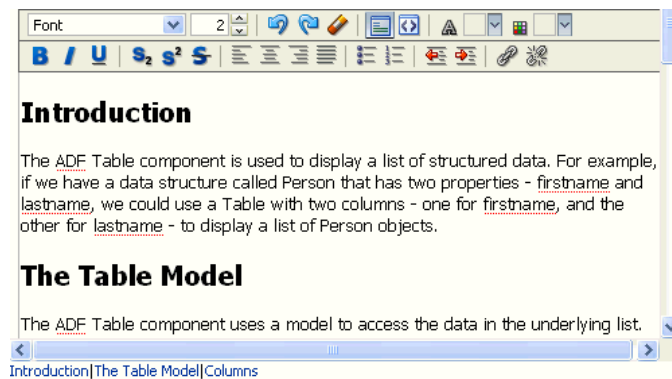 Font 2
B I U S₂ S² S
Introduction
The ADF Table component is used to display a list of structured data. For example,
if we have a data structure called Person that has two properties - firstname and
lastname, we could use a Table with two columns - one for firstname, and the
other for lastname - to display a list of Person objects.
The Table Model
The ADF Table component uses a model to access the data in the underlying list.
Introduction|The Table Model|Columns